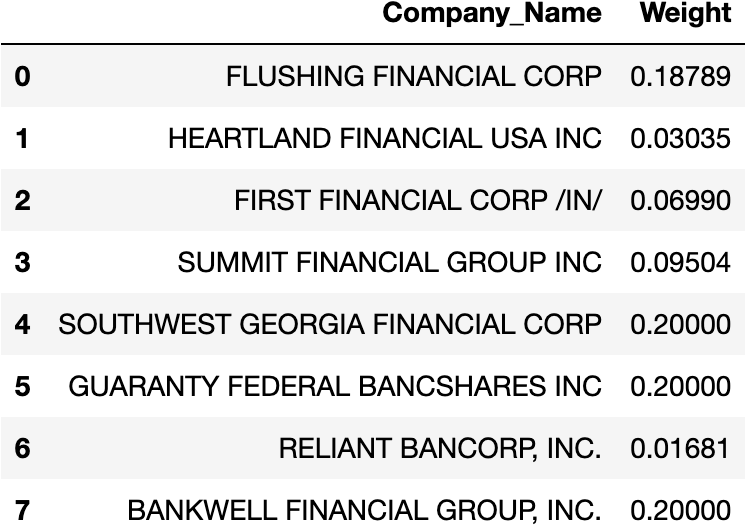 Company_Name Weight
0 FLUSHING FINANCIAL CORP 0.18789
1 HEARTLAND FINANCIAL USA INC 0.03035
2 FIRST FINANCIAL CORP /IN/ 0.06990
3 SUMMIT FINANCIAL GROUP INC 0.09504
4 SOUTHWEST GEORGIA FINANCIAL CORP 0.20000
5 GUARANTY FEDERAL BANCSHARES INC 0.20000
6 RELIANT BANCORP, INC. 0.01681
7 BANKWELL FINANCIAL GROUP, INC. 0.20000